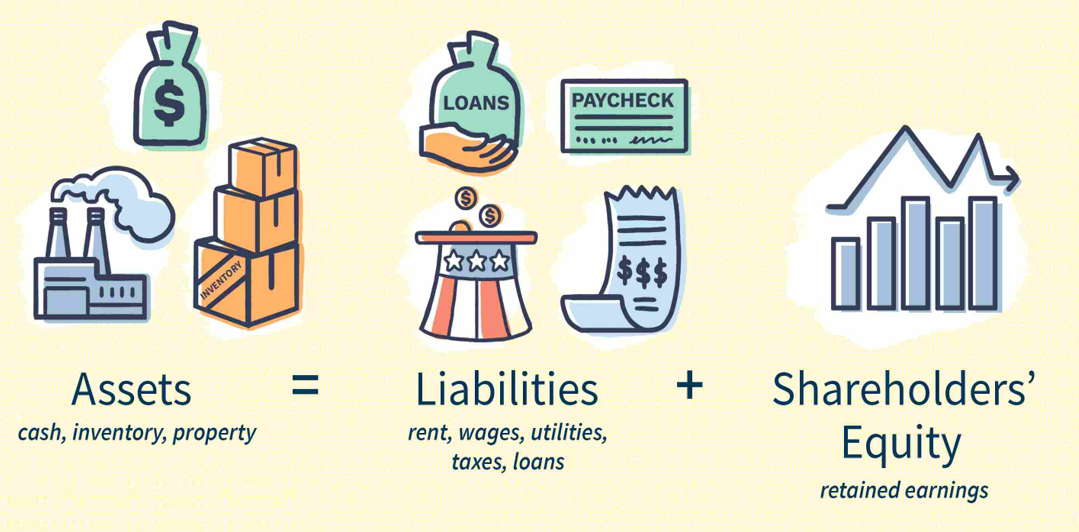 $
INVENTORY
LOANS
PAYCHECK
$
$
$$$
Assets
cash, inventory, property
=
Liabilities
rent, wages, utilities,
taxes, loans
+
Shareholders’
Equity
retained earnings